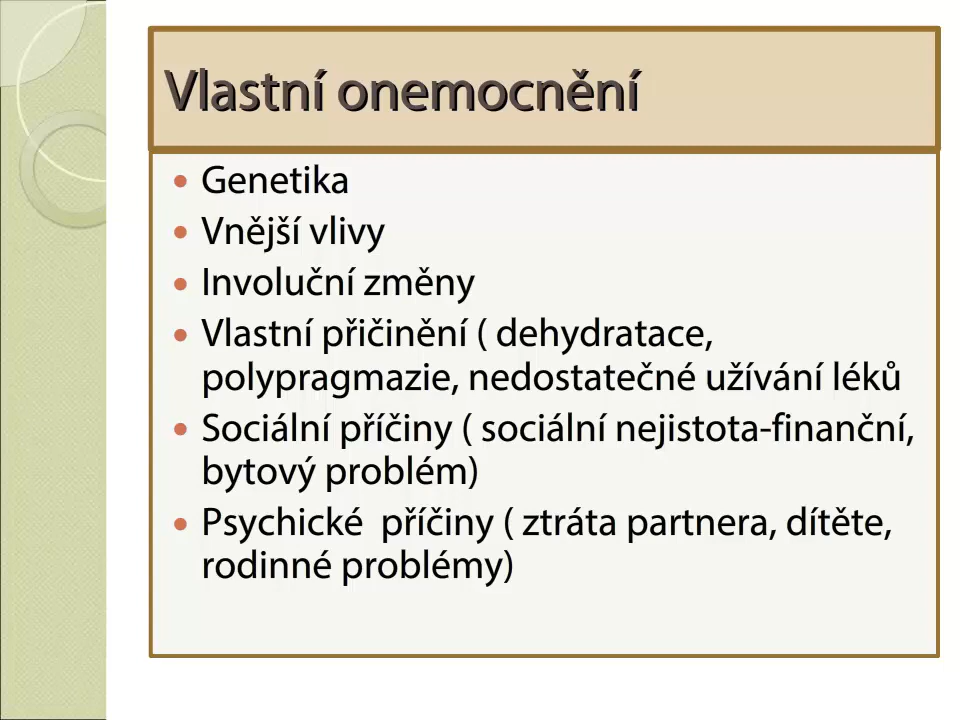 Vlastní onemocnění
• Genetika
• Vnější vlivy
• Involuční změny
• Vlastní přičinění ( dehydratace,
polypragmazie, nedostatečné užívání léků
• Sociální příčiny ( sociální nejistota-finanční,
bytový problém)
• Psychické  příčiny ( ztráta partnera, dítěte,
rodinné problémy)